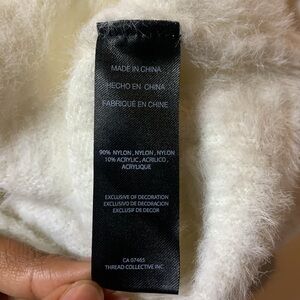 MADE IN CHINA
HECHO EN CHINA
FABRIQUÉ EN CHINE
90% NYLON, NYLON, NYLON
10% ACRYLIC, ACRILICO,
ACRYLIQUE
EXCLUSIVE OF DECORATION
EXCLUSIVO DE DECORACION
EXCLUSIF DE DECOR
CA 07465
THREAD COLLECTIVE INC